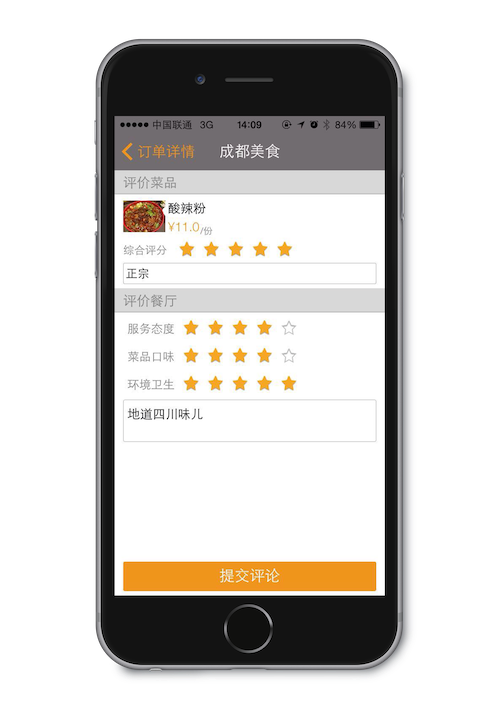 中国联通 3G 14:09 84%
订单详情 成都美食
评价菜品
酸辣粉
¥11.0/份
综合评分
正宗
评价餐厅
服务态度
菜品口味
环境卫生
地道四川味儿
提交评论